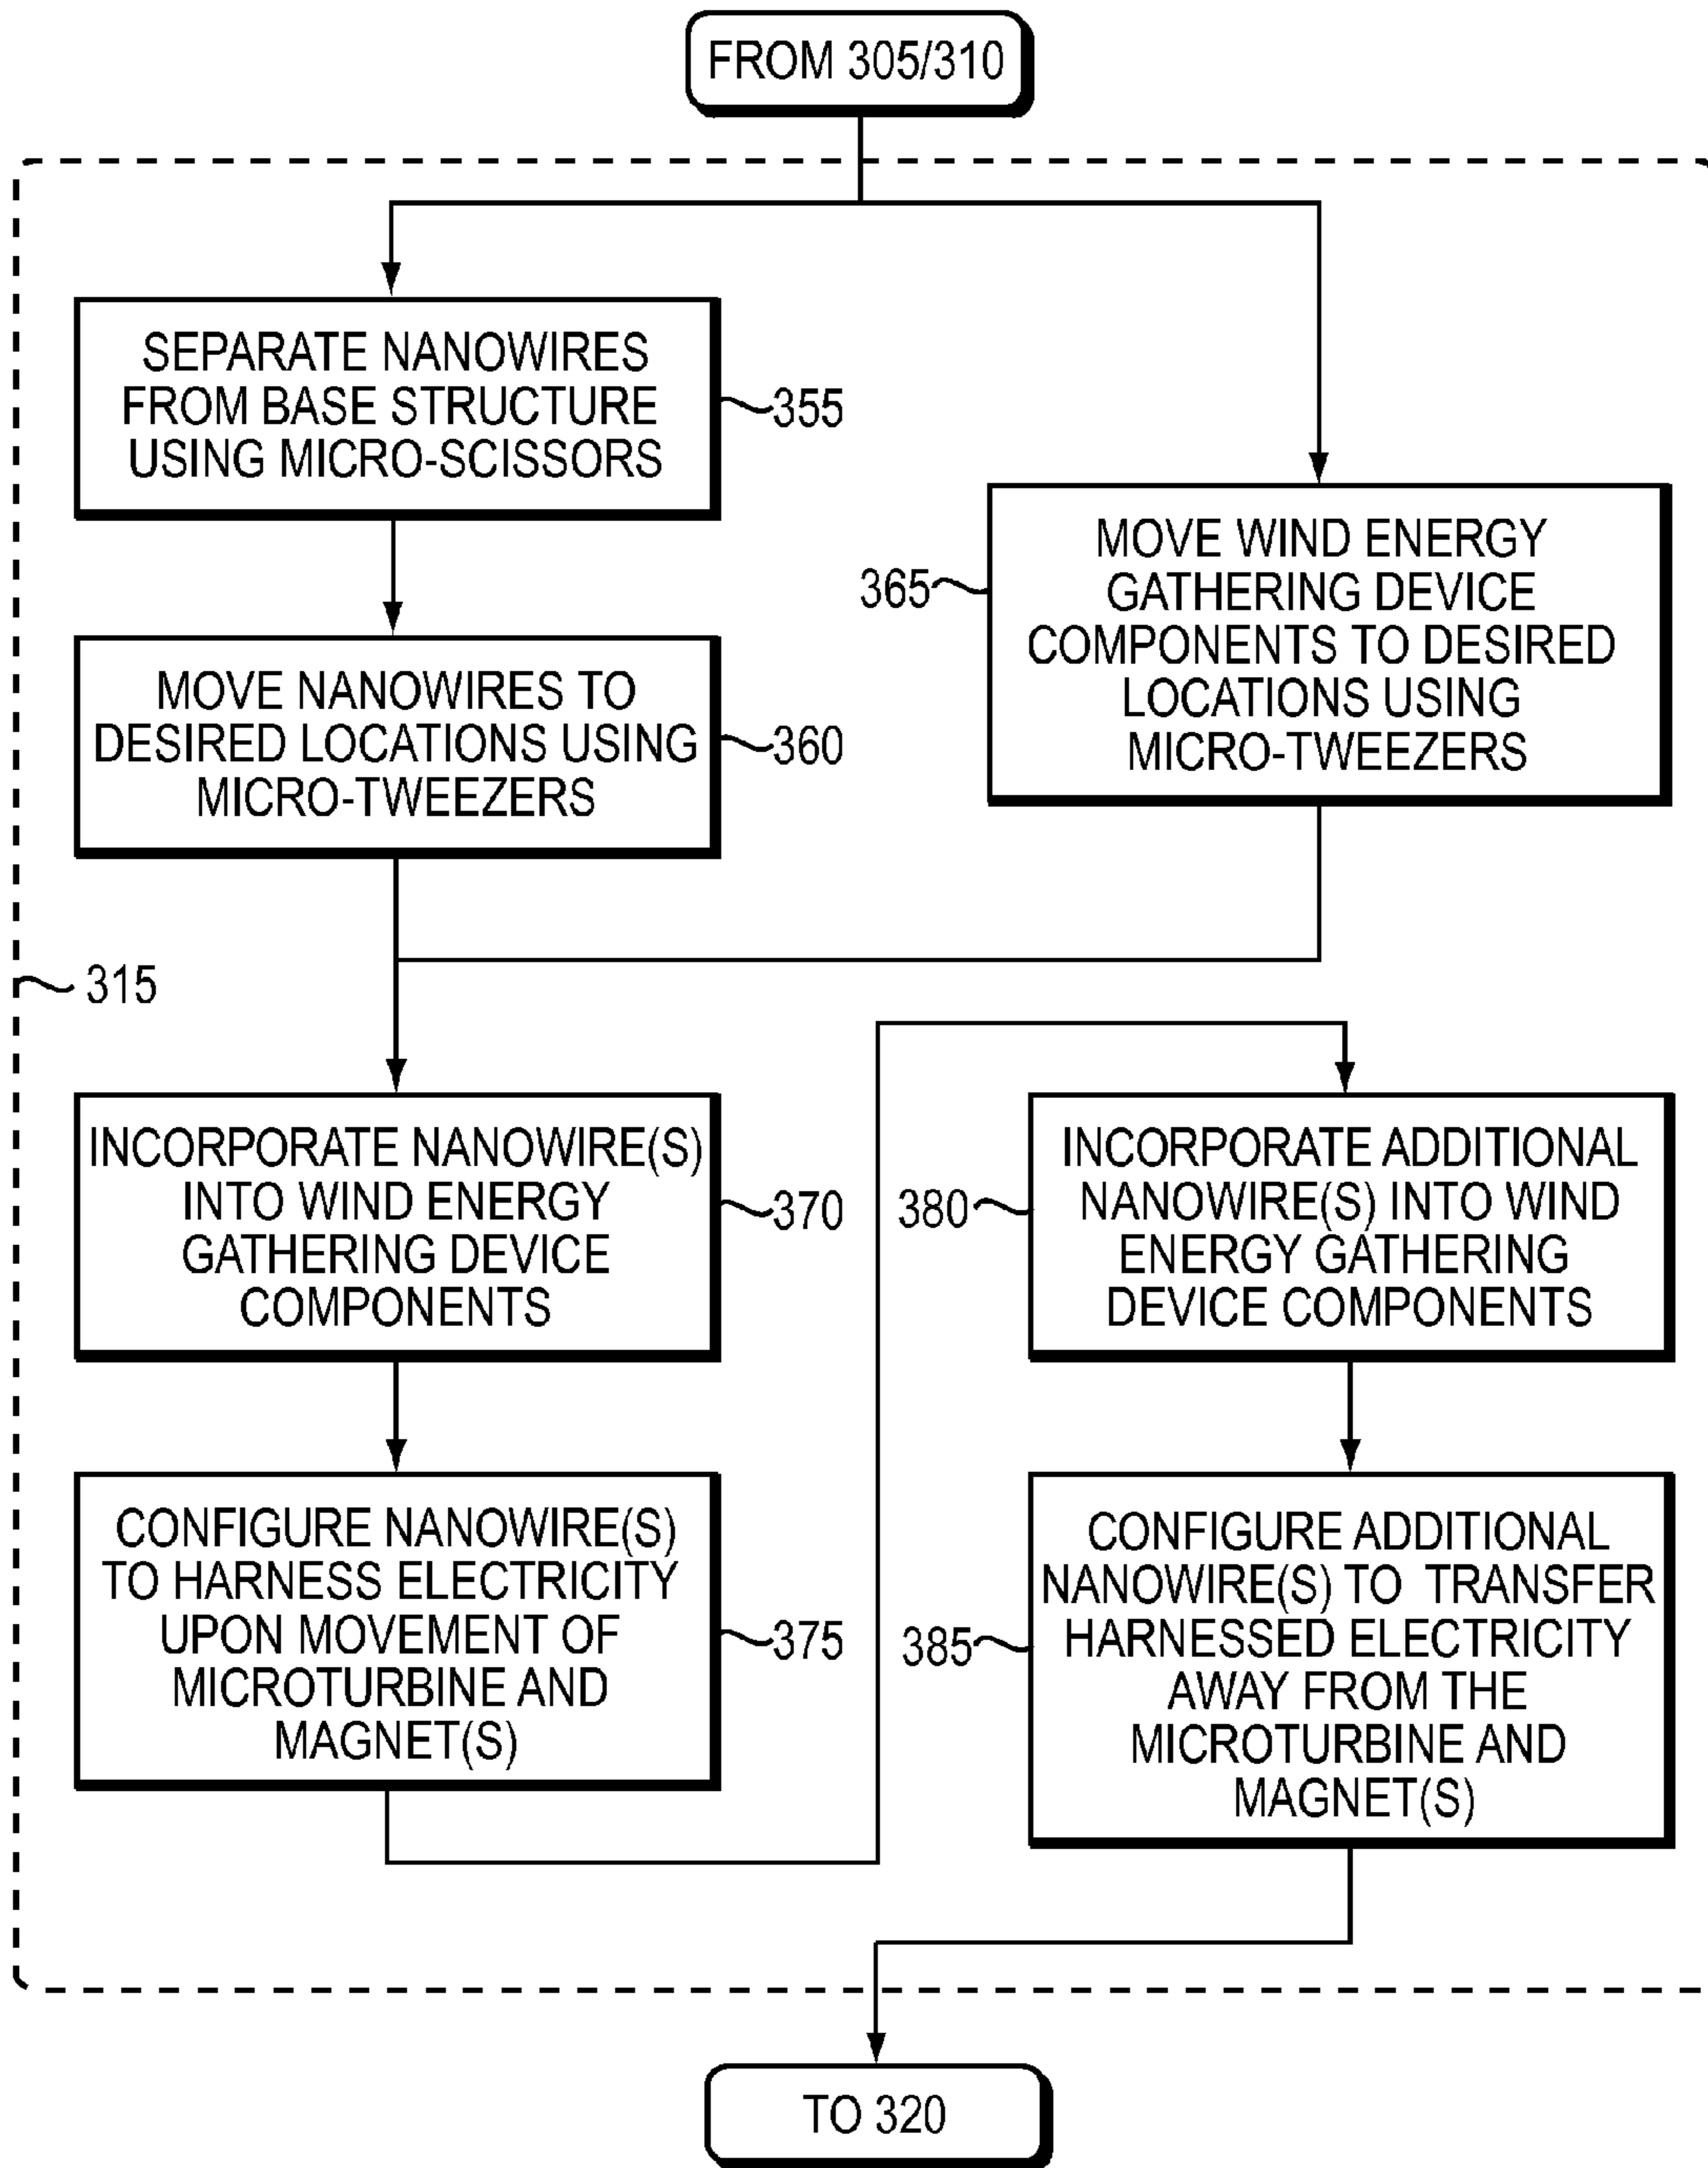 FROM 305/310
SEPARATE NANOWIRES
FROM BASE STRUCTURE
USING MICRO-SCISSORS
355
MOVE WIND ENERGY
GATHERING DEVICE
COMPONENTS TO DESIRED
LOCATIONS USING
MICRO-TWEEZERS
365
MOVE NANOWIRES TO
DESIRED LOCATIONS USING
MICRO-TWEEZERS
360
315
INCORPORATE NANOWIRE(S)
INTO WIND ENERGY
GATHERING DEVICE
COMPONENTS
370
CONFIGURE NANOWIRE(S)
TO HARNESS ELECTRICITY
UPON MOVEMENT OF
MICROTURBINE AND
MAGNET(S)
375
INCORPORATE ADDITIONAL
NANOWIRE(S) INTO WIND
ENERGY GATHERING
DEVICE COMPONENTS
380
CONFIGURE ADDITIONAL
NANOWIRE(S) TO TRANSFER
HARNESSED ELECTRICITY
AWAY FROM THE
MICROTURBINE AND
MAGNET(S)
385
TO 320